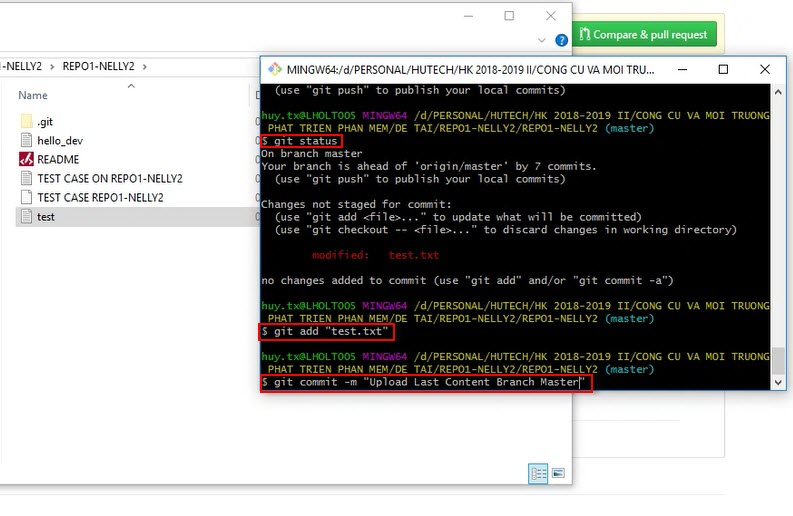 Compare & pull request
-NELLY2 > REPO1-NELLY2 >
Name
.git
hello_dev
README
TEST CASE ON REPO1-NELLY2
TEST CASE REPO1-NELLY2
test
MINGW64:/d/PERSONAL/HUTECH/HK 2018-2019 II/CONG CU VA MOI TRU...
(use "git push" to publish your local commits)
huy.tx@LHOLT005 MINGW64 /d/PERSONAL/HUTECH/HK 2018-2019 II/CONG CU VA MOI TRUONG
PHAT TRIEN PHAN MEM/DE TAI/REPO1-NELLY2/REPO1-NELLY2 (master)
$ git status
On branch master
Your branch is ahead of 'origin/master' by 7 commits.
(use "git push" to publish your local commits)
Changes not staged for commit:
(use "git add <file>..." to update what will be committed)
(use "git checkout -- <file>..." to discard changes in working directory)
modified: test.txt
no changes added to commit (use "git add" and/or "git commit -a")
huy.tx@LHOLT005 MINGW64 /d/PERSONAL/HUTECH/HK 2018-2019 II/CONG CU VA MOI TRUONG
PHAT TRIEN PHAN MEM/DE TAI/REPO1-NELLY2/REPO1-NELLY2 (master)
$ git add "test.txt"
huy.tx@LHOLT005 MINGW64 /d/PERSONAL/HUTECH/HK 2018-2019 II/CONG CU VA MOI TRUONG
PHAT TRIEN PHAN MEM/DE TAI/REPO1-NELLY2/REPO1-NELLY2 (master)
$ git commit -m "Upload Last Content Branch Master"